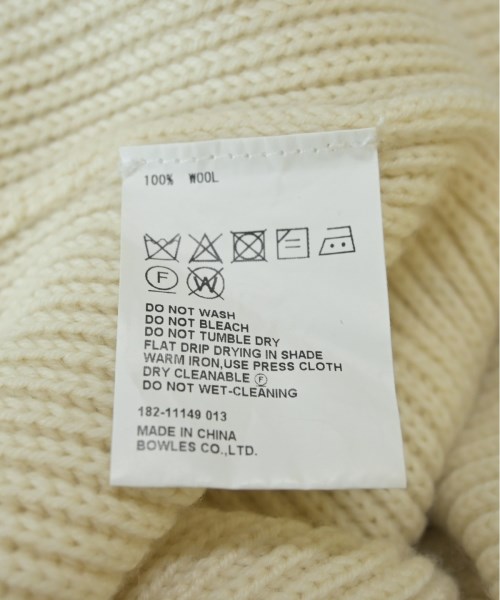 100% WOOL
F W
DO NOT WASH
DO NOT BLEACH
DO NOT TUMBLE DRY
FLAT DRIP DRYING IN SHADE
WARM IRON,USE PRESS CLOTH
DRY CLEANABLE Ⓕ
DO NOT WET-CLEANING
182-11149 013
MADE IN CHINA
BOWLES CO.,LTD.